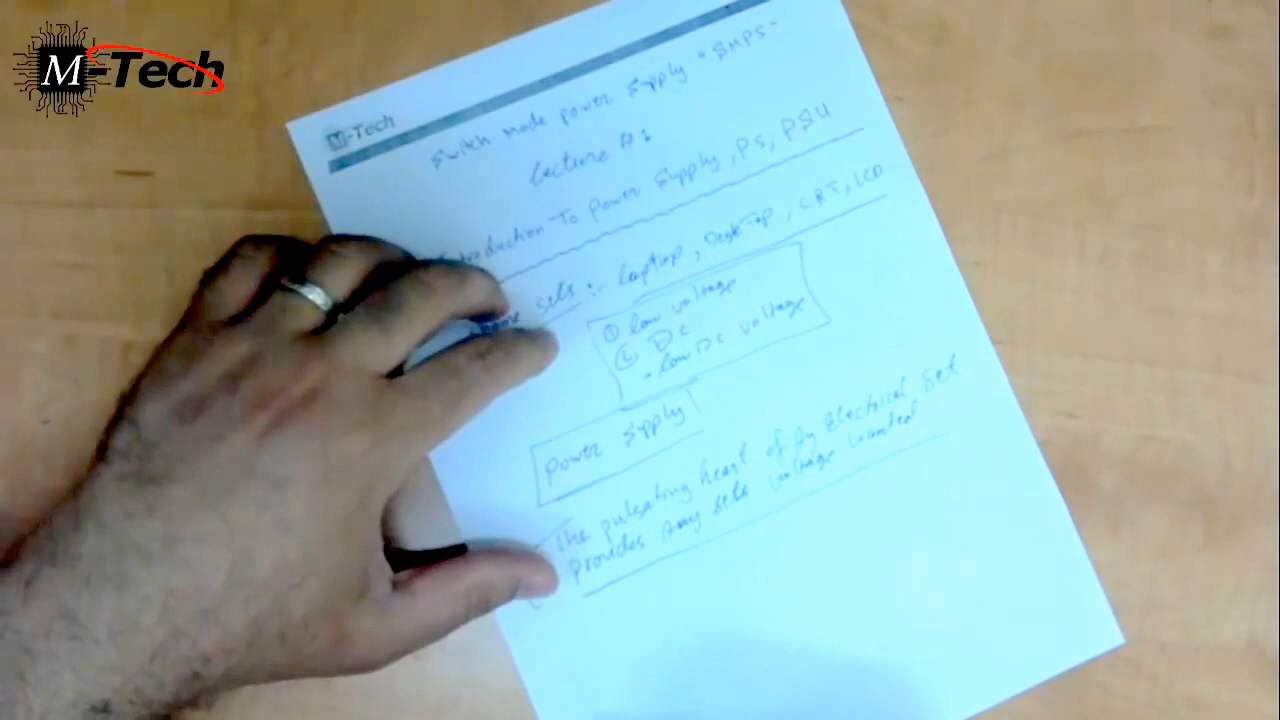 M-Tech
M-Tech
Switch mode power Supply "SMPS"
Lecture #1
Introduction To Power Supply, PS, PSU
sets :- Laptop, Desktop, CRT, LCD
① low voltage
② DC
- low DC voltage
Power Supply
The pulsating heart of Any Electrical Set
provides Any sets voltage wanted